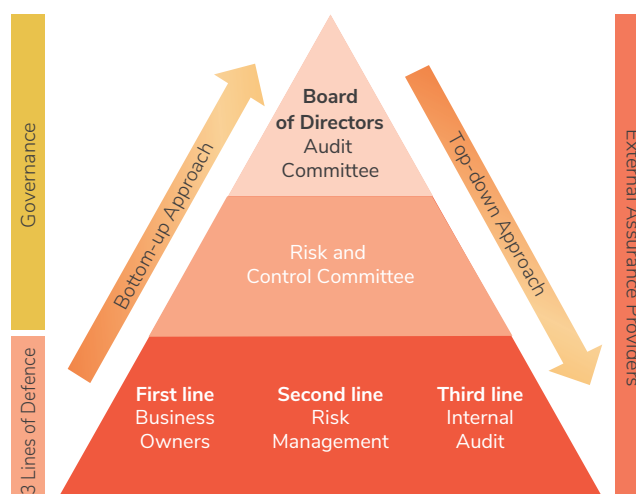 Governance
3 Lines of Defence
Bottom-up Approach
Board
of Directors
Audit
Committee
Risk and
Control Committee
First line
Business
Owners
Second line
Risk
Management
Third line
Internal
Audit
Top-down Approach
External Assurance Providers